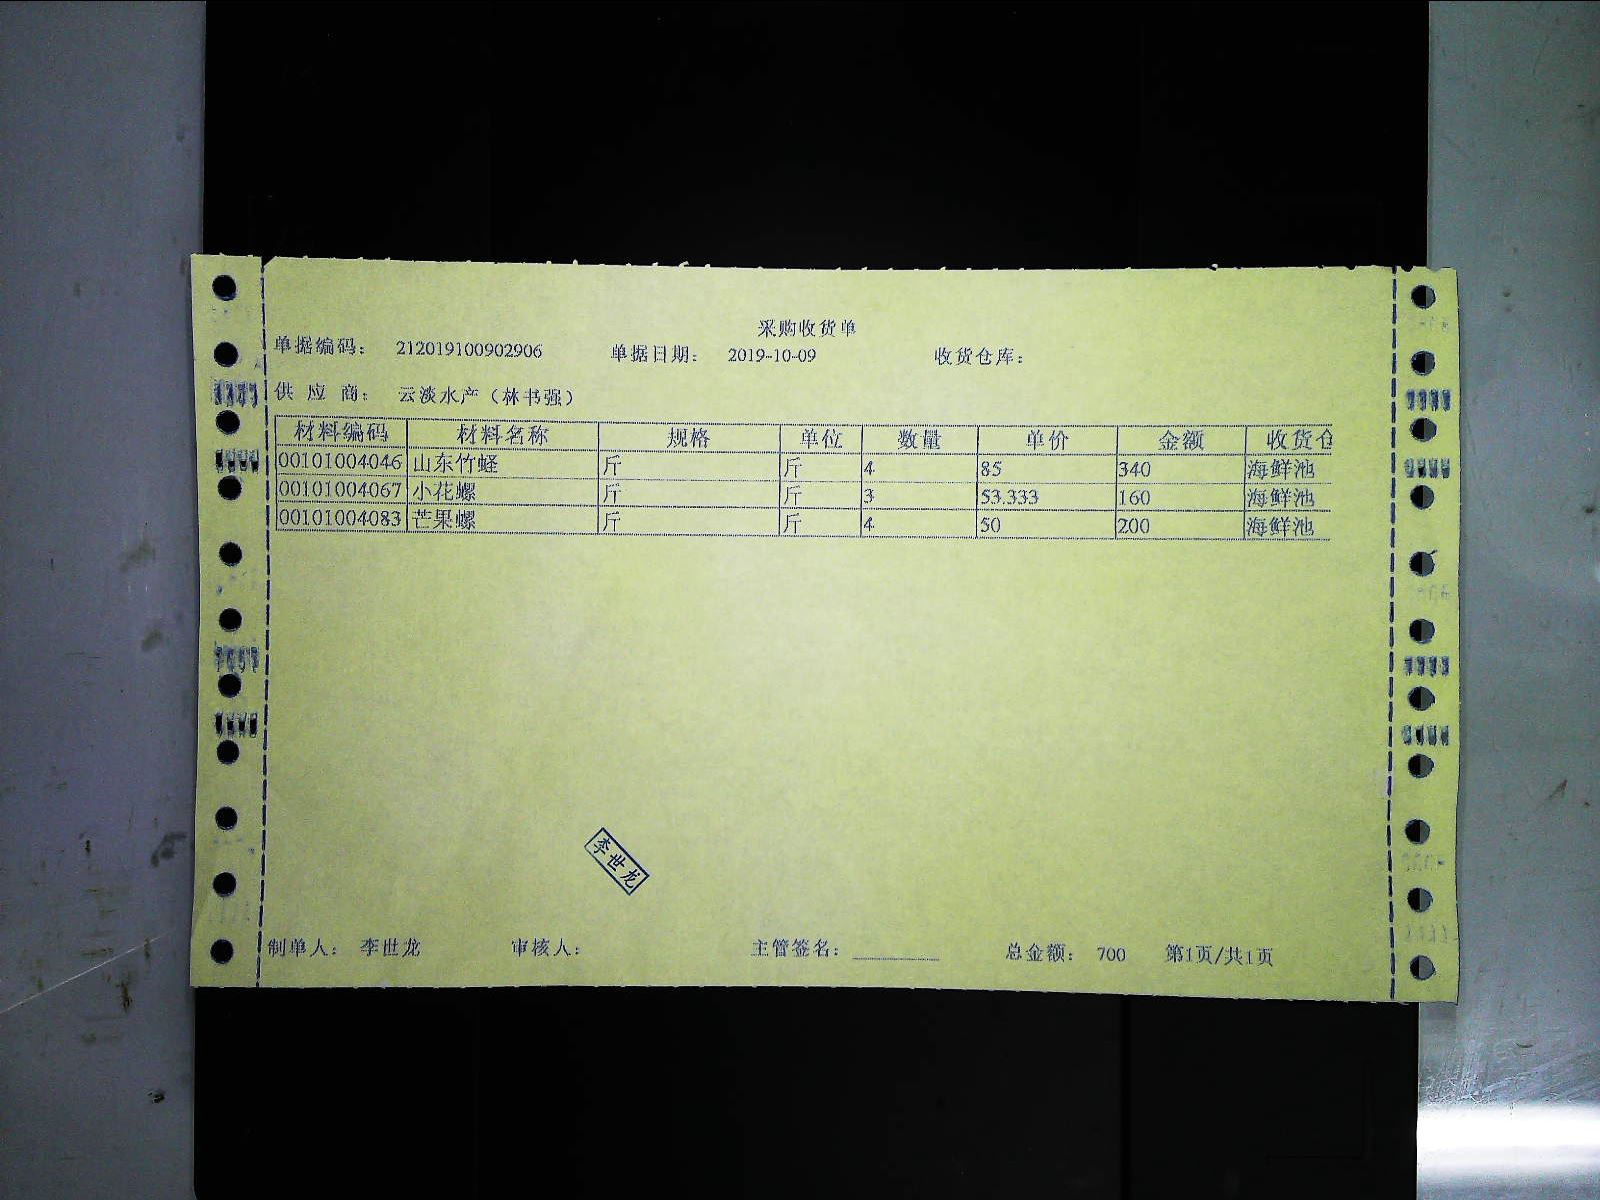 采购收货单
单据编码: 212019100902906 单据日期: 2019-10-09 收货仓库:
供应商: 云淡水产（林书强）
材料编码 材料名称 规格 单位 数量 单价 金额 收货仓
00101004046 山东竹蛏 斤 斤 4 85 340 海鲜池
00101004067 小花螺 斤 斤 3 53.333 160 海鲜池
00101004083 芒果螺 斤 斤 4 50 200 海鲜池
李世龙
制单人: 李世龙 审核人: 主管签名: 总金额: 700 第1页/共1页